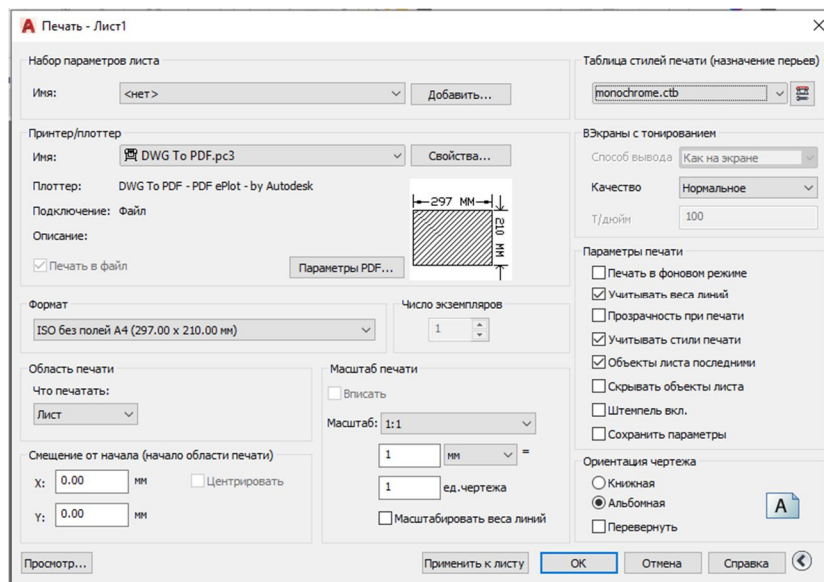 Печать - Лист1
Набор параметров листа
Имя:
<нет>
Добавить...
Таблица стилей печати (назначение перьев)
monochrome.ctb
Принтер/плоттер
Имя:
DWG To PDF.pc3
Свойства...
Плоттер:
DWG To PDF - PDF ePlot - by Autodesk
Подключение:
Файл
Описание:
Печать в файл
Параметры PDF...
297 MM
210 MM
ВЭкраны с тонированием
Способ вывода
Как на экране
Качество
Нормальное
Т/дюйм
100
Формат
ISO без полей A4 (297.00 x 210.00 мм)
Число экземпляров
1
Параметры печати
Печать в фоновом режиме
Учитывать веса линий
Прозрачность при печати
Учитывать стили печати
Объекты листа последними
Скрывать объекты листа
Штемпель вкл.
Сохранить параметры
Область печати
Что печатать:
Лист
Масштаб печати
Вписать
Масштаб:
1:1
1
мм
=
1
ед.чертежа
Масштабировать веса линий
Смещение от начала (начало области печати)
X:
0.00
мм
Центрировать
Y:
0.00
мм
Ориентация чертежа
Книжная
Альбомная
Перевернуть
A
Просмотр...
Применить к листу
ОК
Отмена
Справка